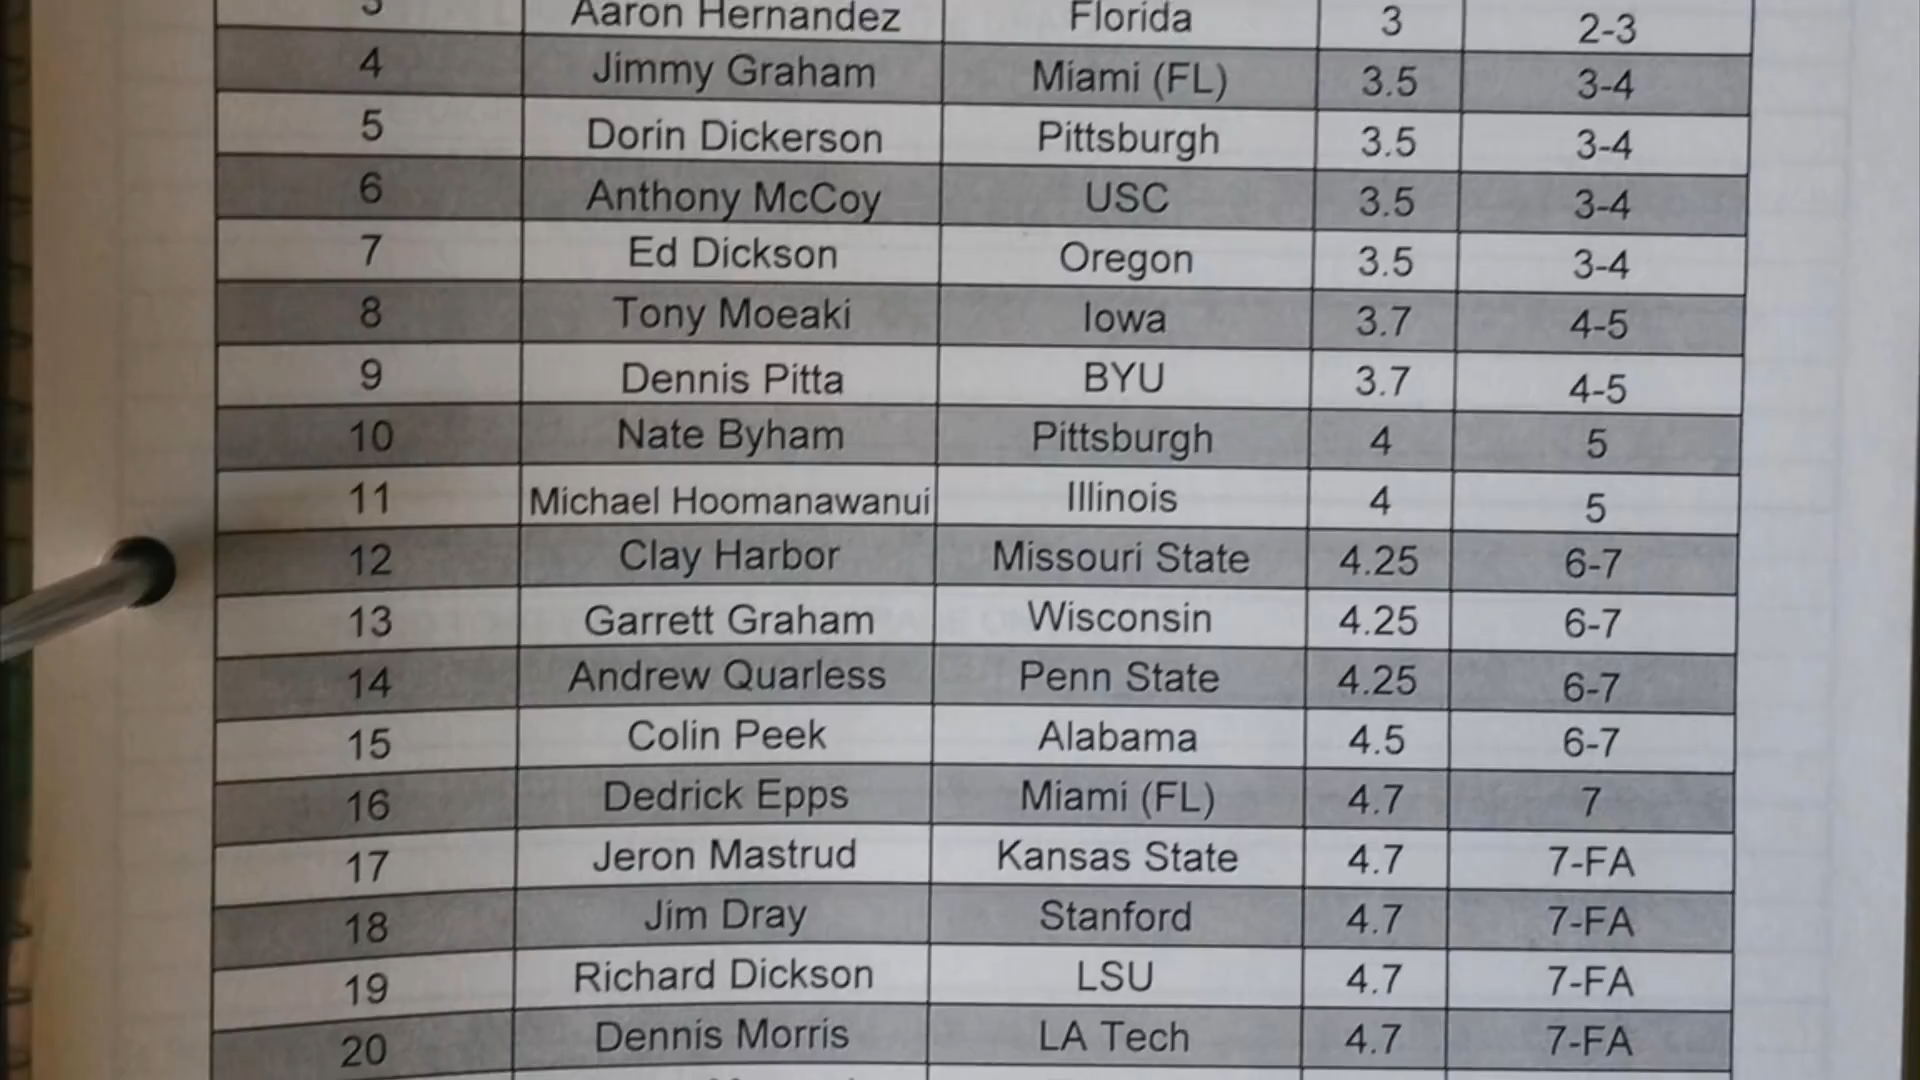 3 Aaron Hernandez Florida 3 2-3
4 Jimmy Graham Miami (FL) 3.5 3-4
5 Dorin Dickerson Pittsburgh 3.5 3-4
6 Anthony McCoy USC 3.5 3-4
7 Ed Dickson Oregon 3.5 3-4
8 Tony Moeaki Iowa 3.7 4-5
9 Dennis Pitta BYU 3.7 4-5
10 Nate Byham Pittsburgh 4 5
11 Michael Hoomanawanui Illinois 4 5
12 Clay Harbor Missouri State 4.25 6-7
13 Garrett Graham Wisconsin 4.25 6-7
14 Andrew Quarless Penn State 4.25 6-7
15 Colin Peek Alabama 4.5 6-7
16 Dedrick Epps Miami (FL) 4.7 7
17 Jeron Mastrud Kansas State 4.7 7-FA
18 Jim Dray Stanford 4.7 7-FA
19 Richard Dickson LSU 4.7 7-FA
20 Dennis Morris LA Tech 4.7 7-FA